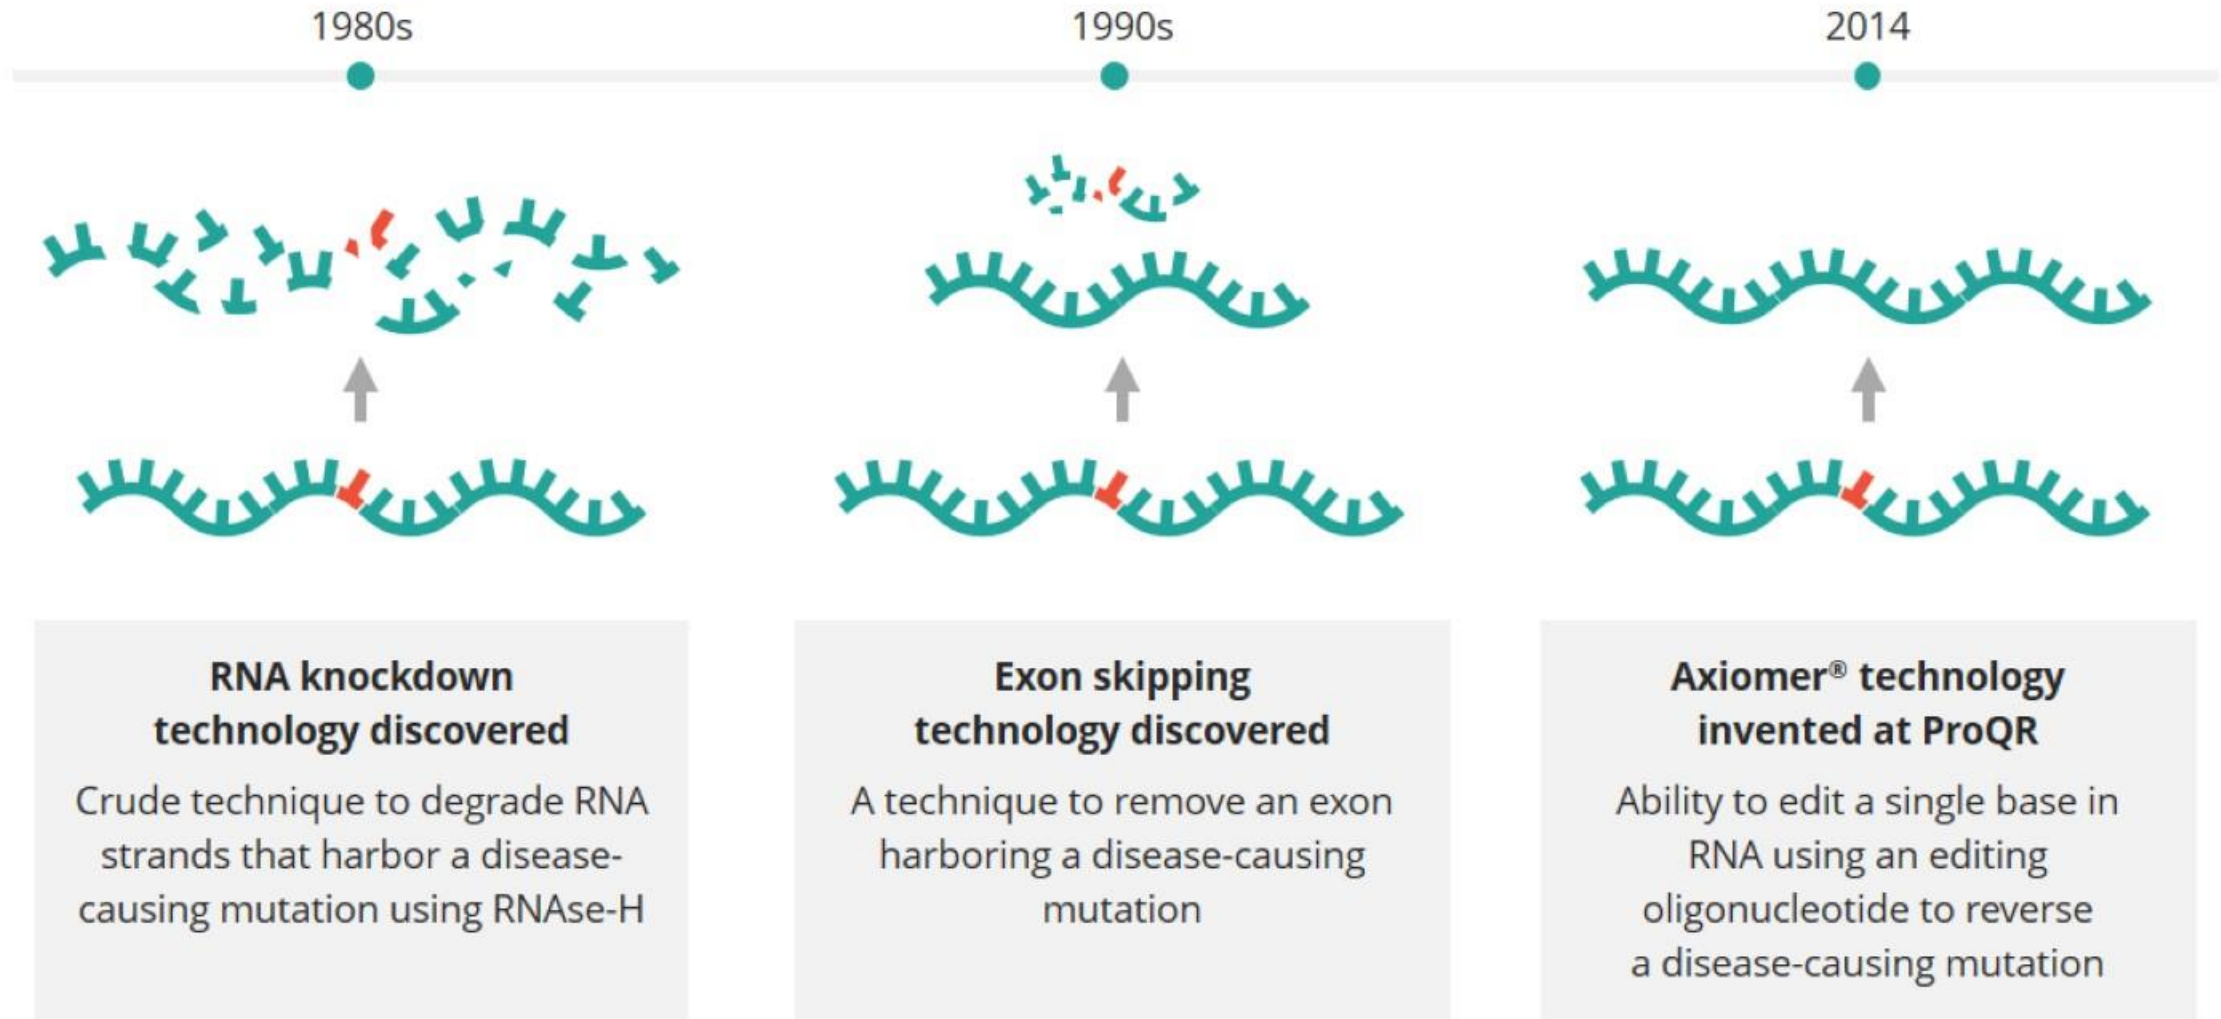 1980s
1990s
2014
RNA knockdown
technology discovered
Crude technique to degrade RNA
strands that harbor a disease-
causing mutation using RNAse-H
Exon skipping
technology discovered
A technique to remove an exon
harboring a disease-causing
mutation
Axiomer® technology
invented at ProQR
Ability to edit a single base in
RNA using an editing
oligonucleotide to reverse
a disease-causing mutation